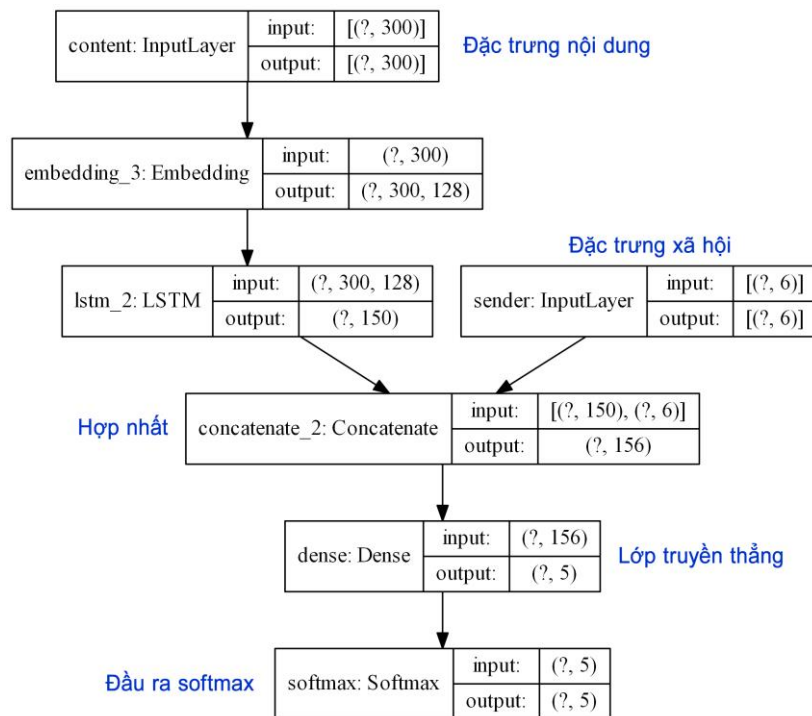 content: InputLayer
input: [(?, 300)]
output: [(?, 300)]
Đặc trưng nội dung
embedding_3: Embedding
input: (?, 300)
output: (?, 300, 128)
Đặc trưng xã hội
lstm_2: LSTM
input: (?, 300, 128)
output: (?, 150)
sender: InputLayer
input: [(?, 6)]
output: [(?, 6)]
Hợp nhất
concatenate_2: Concatenate
input: [(?, 150), (?, 6)]
output: (?, 156)
dense: Dense
input: (?, 156)
output: (?, 5)
Lớp truyền thẳng
Đầu ra softmax
softmax: Softmax
input: (?, 5)
output: (?, 5)